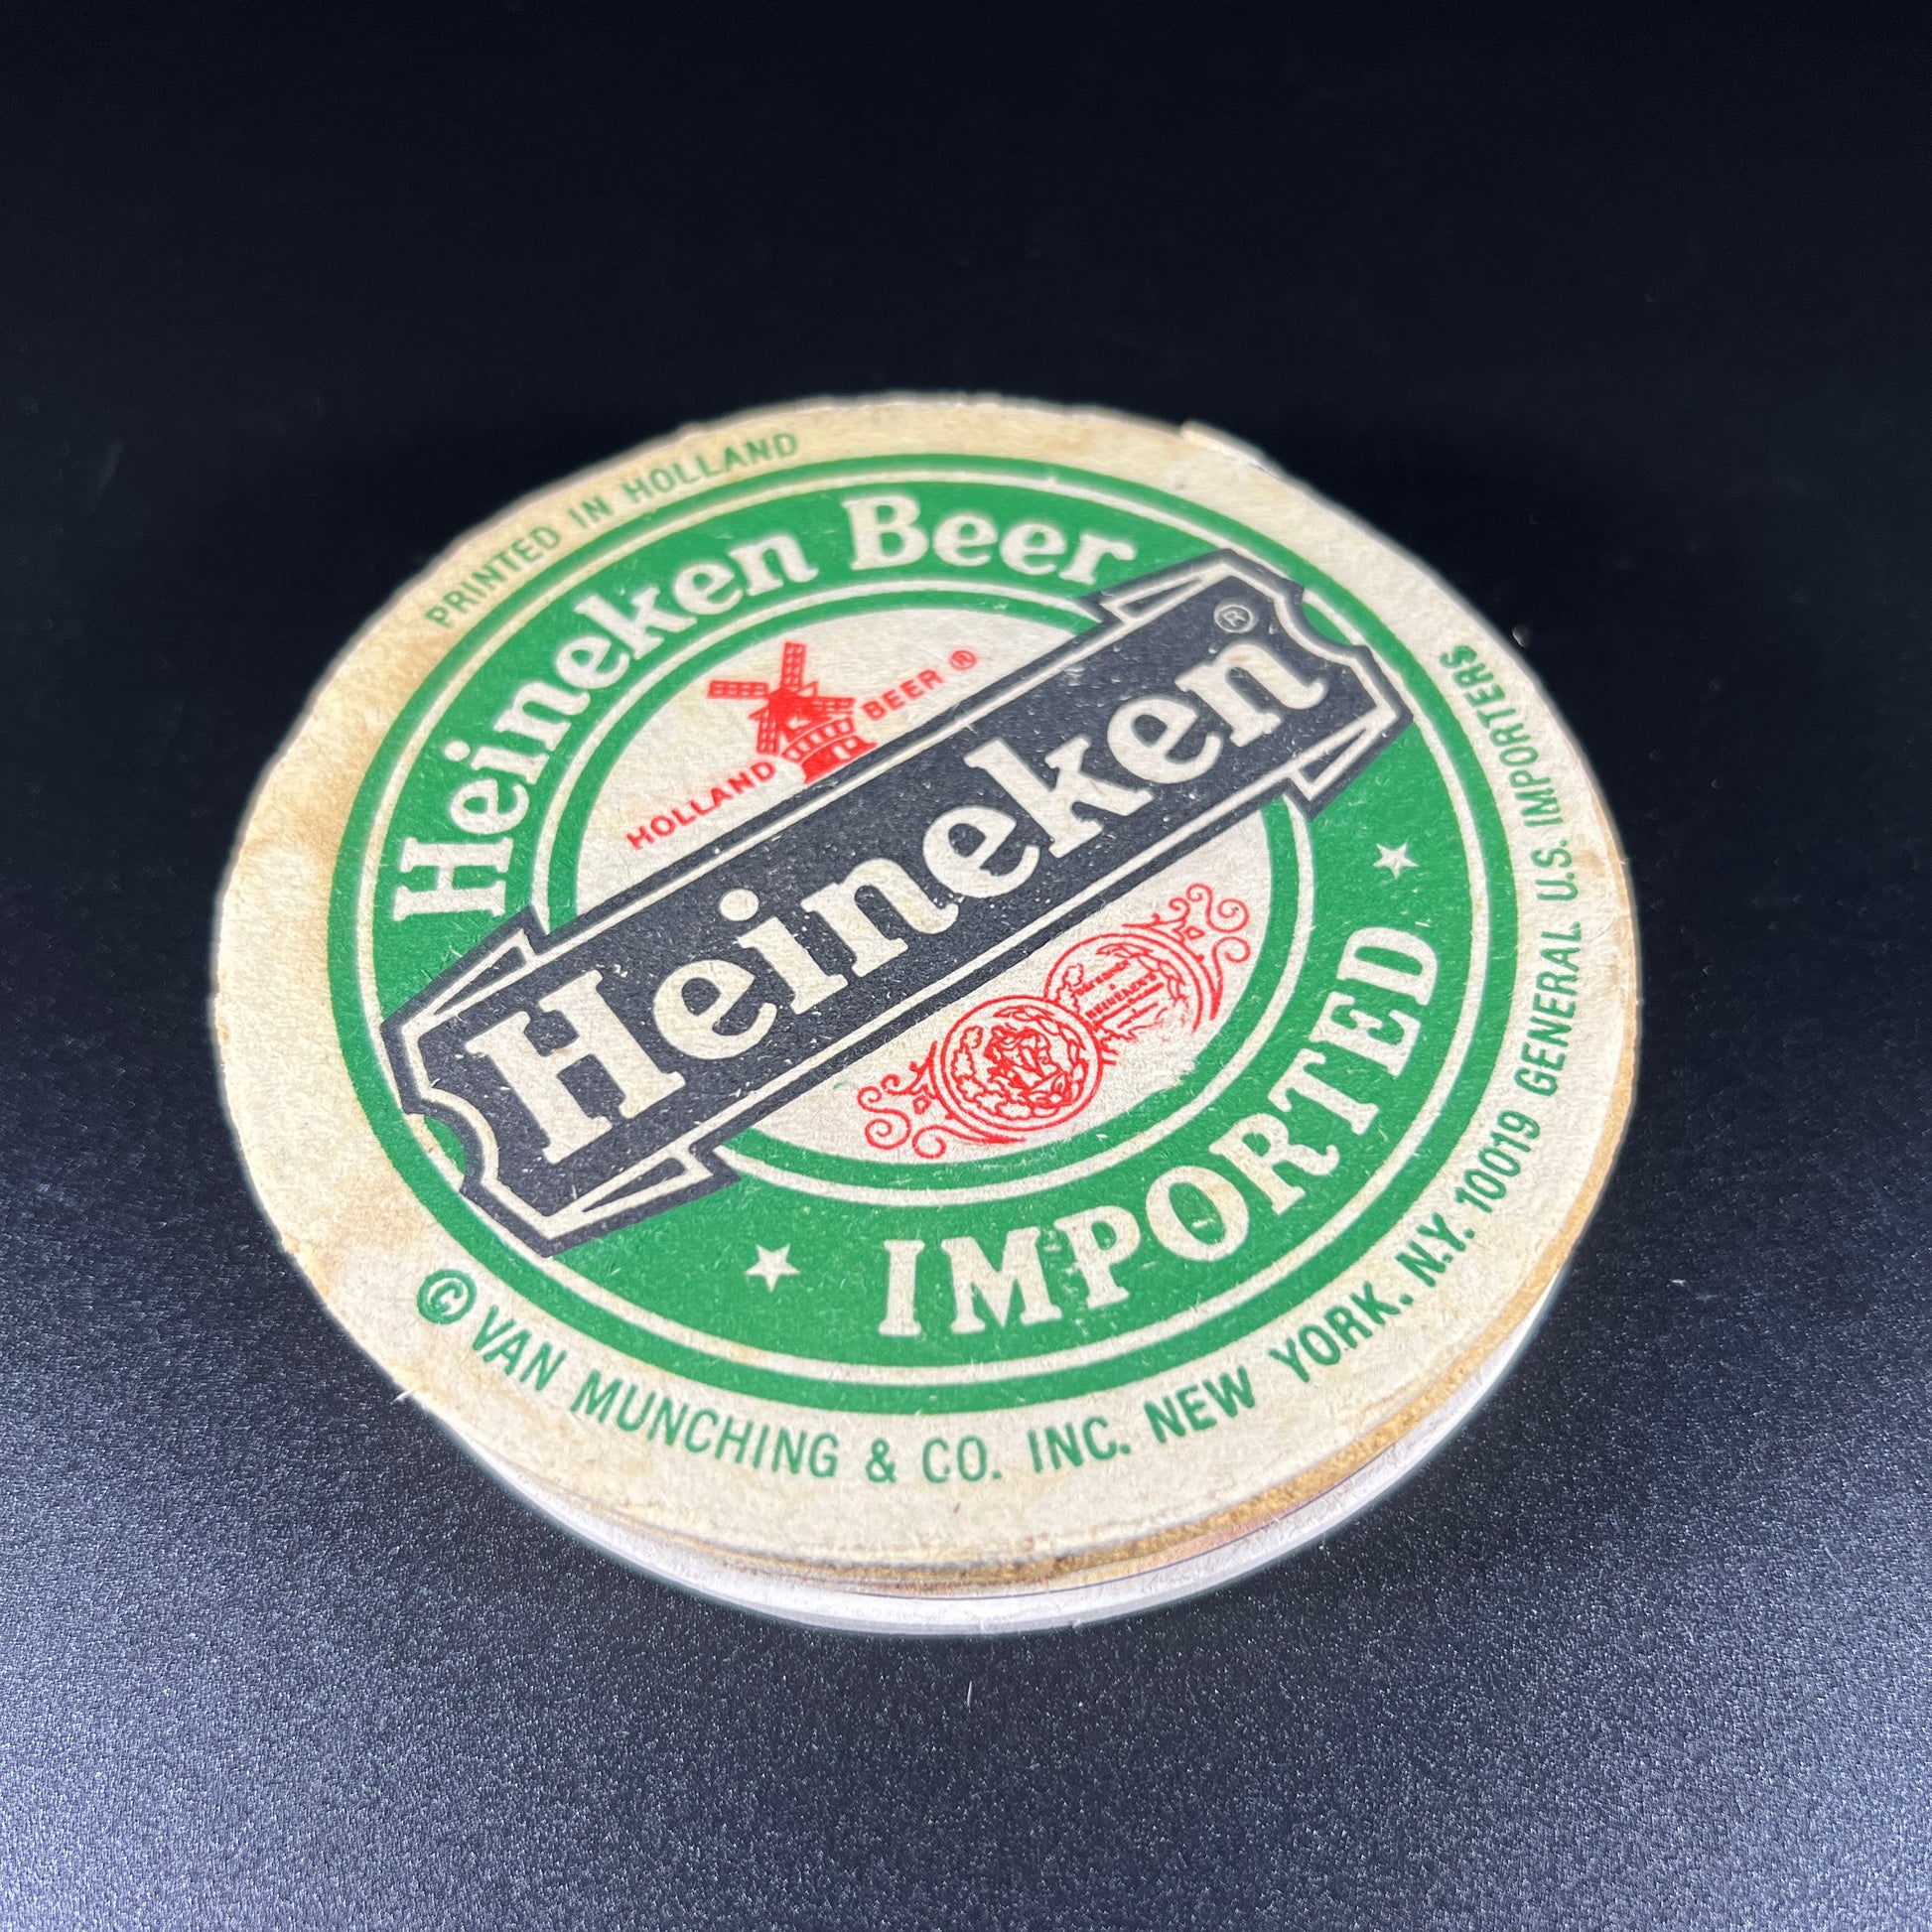 PRINTED IN HOLLAND
Heineken Beer
HOLLAND BEER ®
Heineken ®
IMPORTED
© VAN MUNCHING & CO. INC. NEW YORK. N.Y. 10019 GENERAL U.S. IMPORTERS